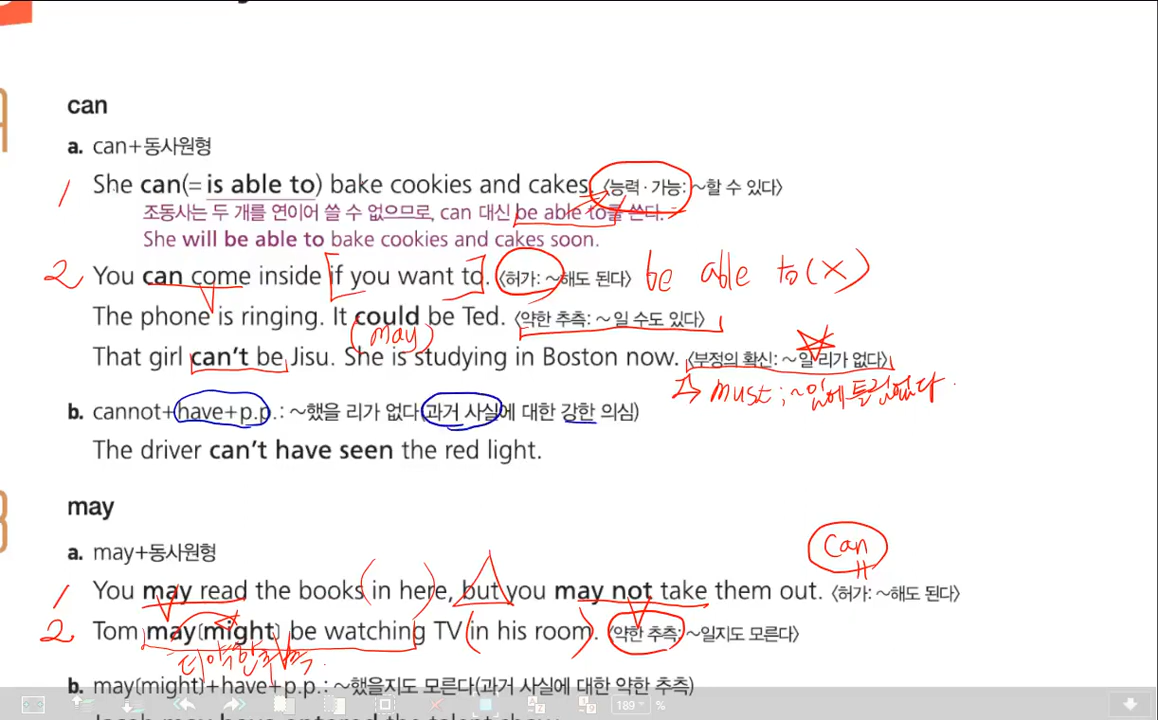 can
a. can+동사원형
1 She can(= is able to) bake cookies and cakes. 〈능력·가능: ~할 수 있다〉
조동사는 두 개를 연이어 쓸 수 없으므로, can 대신 be able to를 쓴다.
She will be able to bake cookies and cakes soon.
2 You can come inside if you want to. 〈허가: ~해도 된다〉 be able to(X)
The phone is ringing. It could be Ted. 〈약한 추측: ~일 수도 있다〉
(may)
That girl can't be Jisu. She is studying in Boston now. 〈부정의 확신: ~일 리가 없다〉
must ; ~임에 틀림없다
b. cannot+have+p.p.: ~했을 리가 없다(과거 사실에 대한 강한 의심)
The driver can't have seen the red light.
may
Can
a. may+동사원형
1 You may read the books in here, but you may not take them out. 〈허가: ~해도 된다〉
2 Tom may(might) be watching TV (in his room). 〈약한 추측: ~일지도 모른다〉
더 약한 추측
b. may(might)+have+p.p.: ~했을지도 모른다(과거 사실에 대한 약한 추측)
189 %